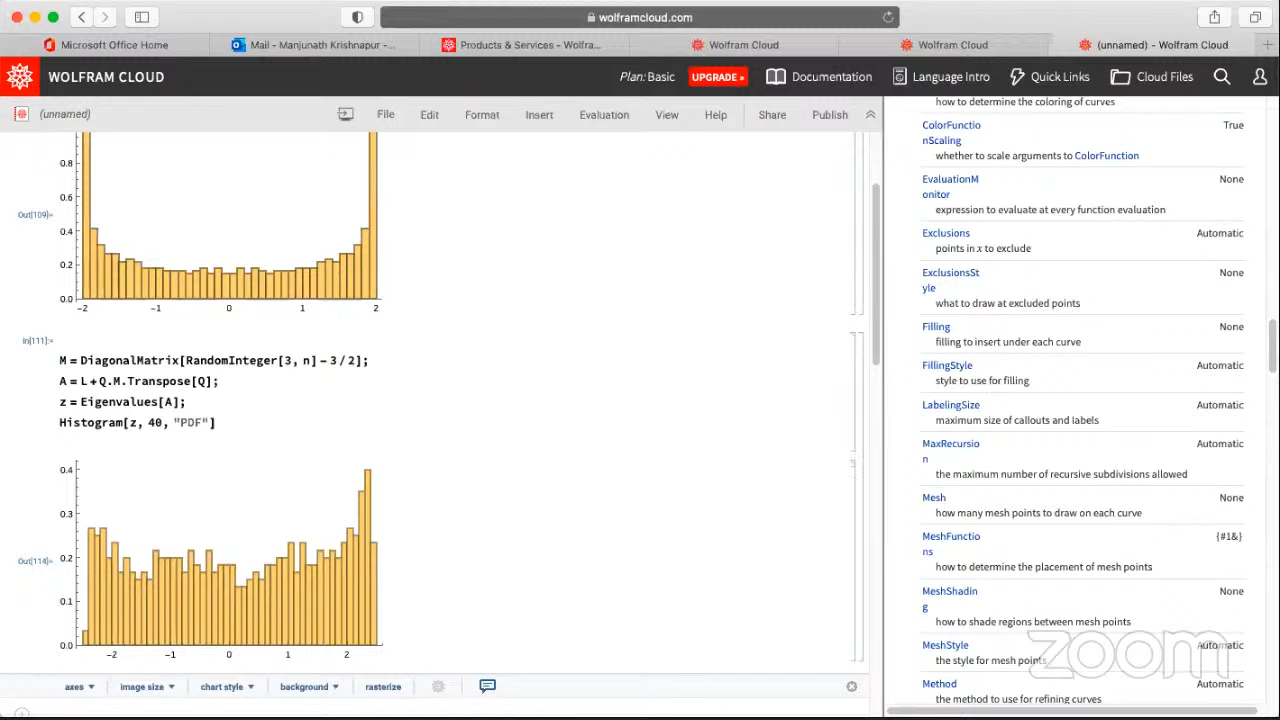 wolframcloud.com
Microsoft Office Home
Mail - Manjunath Krishnapur -...
Products & Services - Wolfra...
Wolfram Cloud
Wolfram Cloud
(unnamed) - Wolfram Cloud
WOLFRAM CLOUD
Plan: Basic
UPGRADE »
Documentation
Language Intro
Quick Links
Cloud Files
(unnamed)
File
Edit
Format
Insert
Evaluation
View
Help
Share
Publish
0.8
0.6
0.4
0.2
0.0
-2
-1
0
1
2
Out[109]=
In[111]:=
M = DiagonalMatrix[RandomInteger[3, n] - 3 / 2];
A = L + Q.M.Transpose[Q];
z = Eigenvalues[A];
Histogram[z, 40, "PDF"]
0.4
0.3
0.2
0.1
0.0
-2
-1
0
1
2
Out[114]=
axes
image size
chart style
background
rasterize
how to determine the coloring of curves
ColorFunctio
nScaling
True
whether to scale arguments to ColorFunction
EvaluationM
onitor
None
expression to evaluate at every function evaluation
Exclusions
Automatic
points in x to exclude
ExclusionsSt
yle
None
what to draw at excluded points
Filling
None
filling to insert under each curve
FillingStyle
Automatic
style to use for filling
LabelingSize
Automatic
maximum size of callouts and labels
MaxRecursio
n
Automatic
the maximum number of recursive subdivisions allowed
Mesh
None
how many mesh points to draw on each curve
MeshFunctio
ns
{#1&}
how to determine the placement of mesh points
MeshShadin
g
None
how to shade regions between mesh points
MeshStyle
Automatic
the style for mesh points
Method
Automatic
the method to use for refining curves
zoom